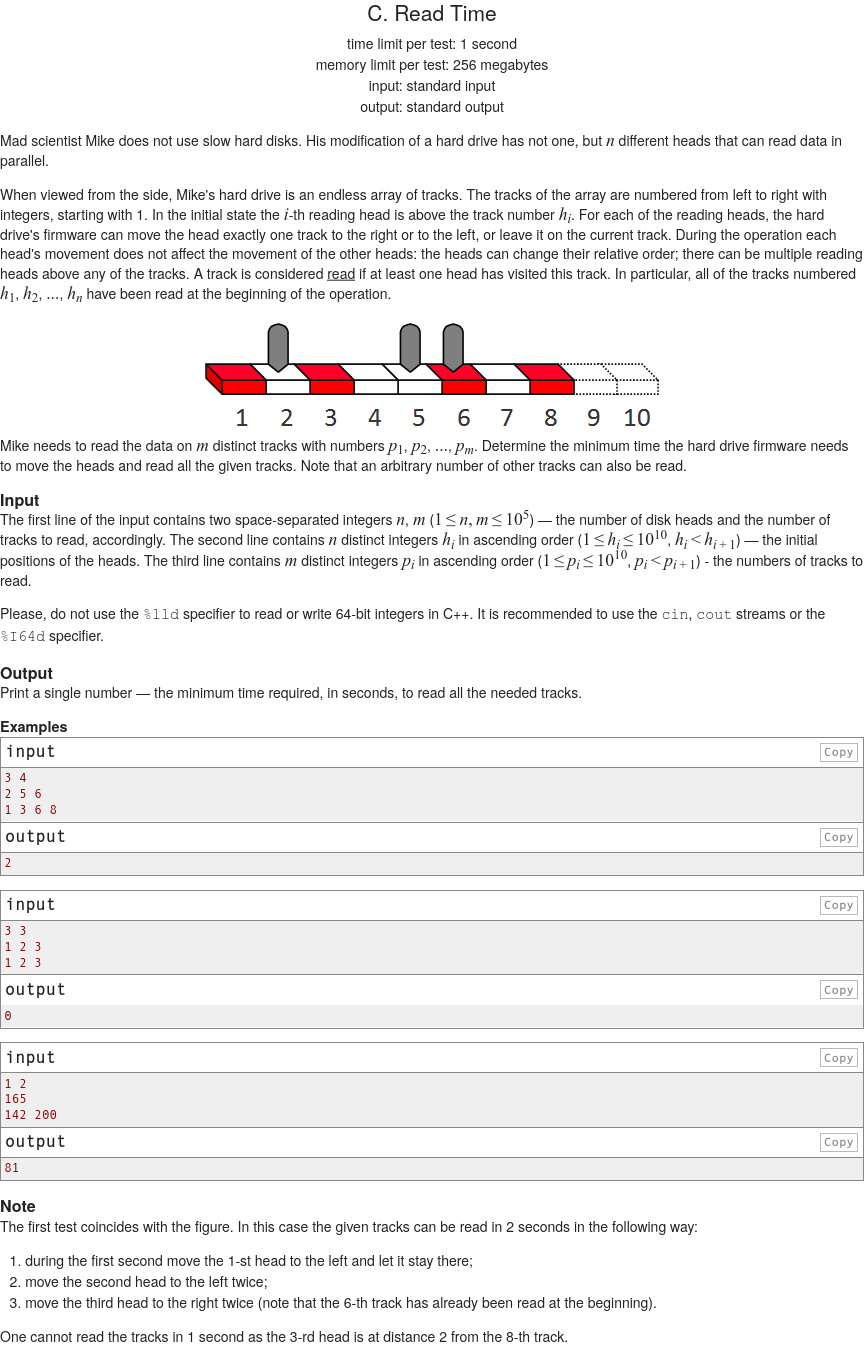 C. Read Time
time limit per test: 1 second
memory limit per test: 256 megabytes
input: standard input
output: standard output
Mad scientist Mike does not use slow hard disks. His modification of a hard drive has not one, but n different heads that can read data in
parallel.
When viewed from the side, Mike's hard drive is an endless array of tracks. The tracks of the array are numbered from left to right with
integers, starting with 1. In the initial state the i-th reading head is above the track number h_i. For each of the reading heads, the hard
drive's firmware can move the head exactly one track to the right or to the left, or leave it on the current track. During the operation each
head's movement does not affect the movement of the other heads: the heads can change their relative order; there can be multiple reading
heads above any of the tracks. A track is considered read if at least one head has visited this track. In particular, all of the tracks numbered
h_1, h_2, ..., h_n have been read at the beginning of the operation.
1 2 3 4 5 6 7 8 9 10
Mike needs to read the data on m distinct tracks with numbers p_1, p_2, ..., p_m. Determine the minimum time the hard drive firmware needs
to move the heads and read all the given tracks. Note that an arbitrary number of other tracks can also be read.
Input
The first line of the input contains two space-separated integers n, m (1 ≤ n, m ≤ 10^5) — the number of disk heads and the number of
tracks to read, accordingly. The second line contains n distinct integers h_i in ascending order (1 ≤ h_i ≤ 10^10, h_i < h_{i + 1}) — the initial
positions of the heads. The third line contains m distinct integers p_i in ascending order (1 ≤ p_i ≤ 10^10, p_i < p_{i + 1}) - the numbers of tracks to
read.
Please, do not use the %lld specifier to read or write 64-bit integers in C++. It is recommended to use the cin, cout streams or the
%I64d specifier.
Output
Print a single number — the minimum time required, in seconds, to read all the needed tracks.
Examples
input Copy
3 4
2 5 6
1 3 6 8
output Copy
2
input Copy
3 3
1 2 3
1 2 3
output Copy
0
input Copy
1 2
165
142 200
output Copy
81
Note
The first test coincides with the figure. In this case the given tracks can be read in 2 seconds in the following way:
1. during the first second move the 1-st head to the left and let it stay there;
2. move the second head to the left twice;
3. move the third head to the right twice (note that the 6-th track has already been read at the beginning).
One cannot read the tracks in 1 second as the 3-rd head is at distance 2 from the 8-th track.